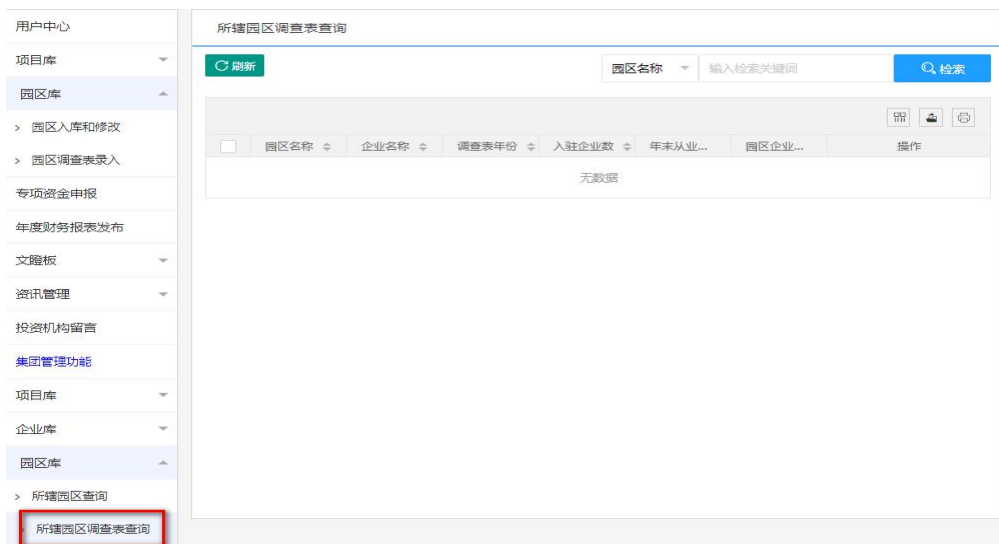 用户中心
项目库
园区库
园区入库和修改
园区调查表录入
专项资金申报
年度财务报表发布
文瞪板
资讯管理
投资机构留言
集团管理功能
项目库
企业库
园区库
所辖园区查询
所辖园区调查表查询
所辖园区调查表查询
刷新
园区名称 输入检索关键词 检索
园区名称 企业名称 调查表年份 入驻企业数 年末从业... 园区企业... 操作
无数据